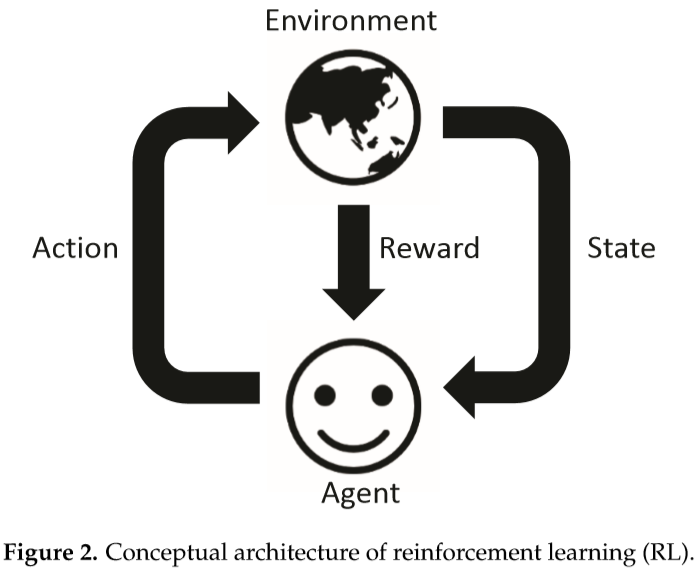 Environment
Action
Reward
State
Agent
Figure 2. Conceptual architecture of reinforcement learning (RL).